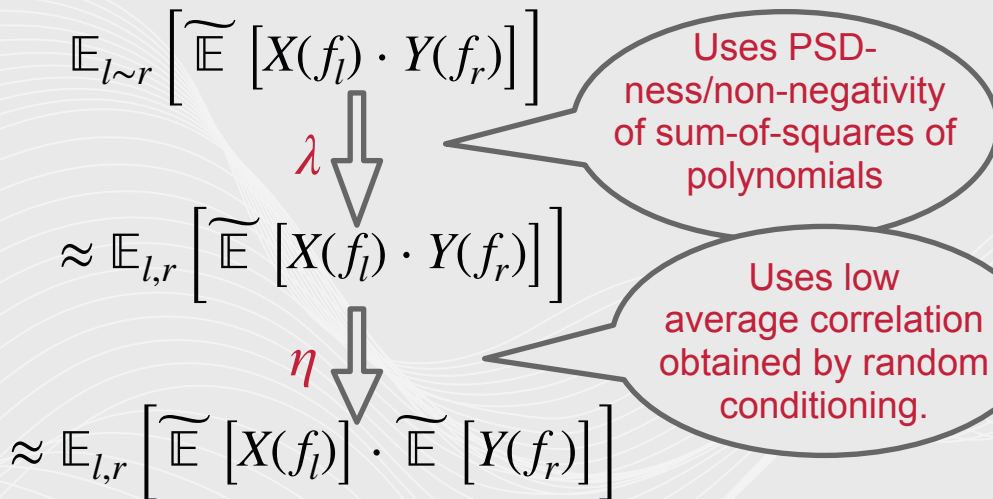 𝔼_{l∼r} [ 𝔼̃ [X(f_l) · Y(f_r)] ]
Uses PSD-
ness/non-negativity
of sum-of-squares of
polynomials
λ
≈ 𝔼_{l,r} [ 𝔼̃ [X(f_l) · Y(f_r)] ]
Uses low
average correlation
obtained by random
conditioning.
η
≈ 𝔼_{l,r} [ 𝔼̃ [X(f_l)] · 𝔼̃ [Y(f_r)] ]